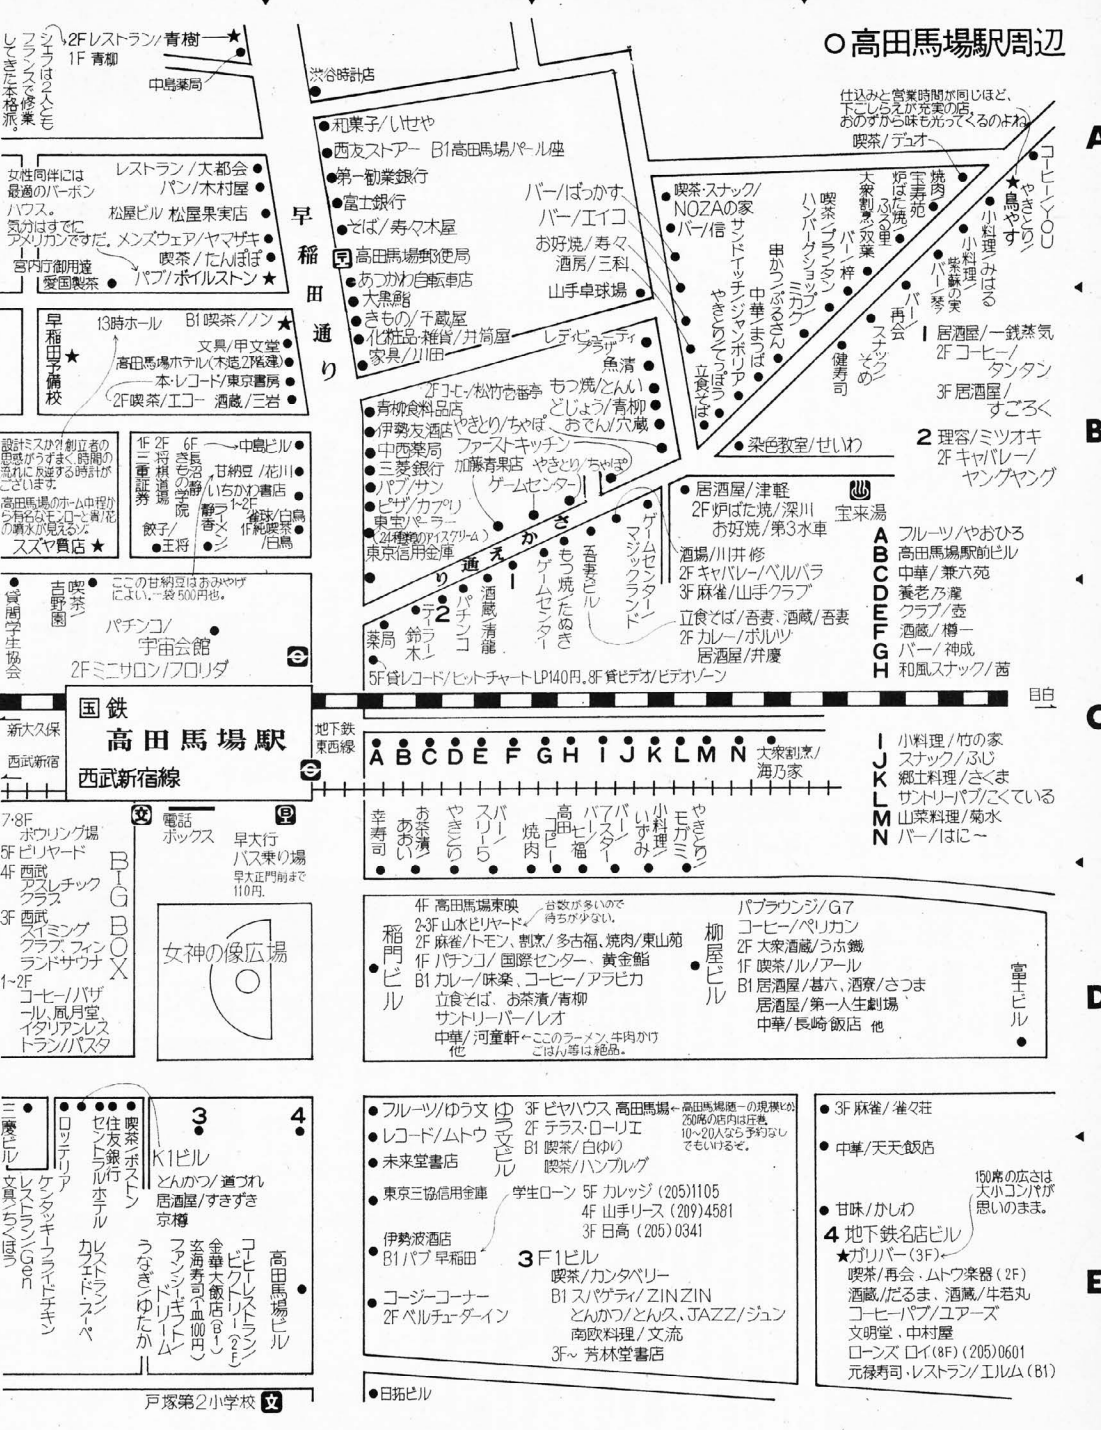 高田馬場駅周辺
仕込みと営業時間が同じほど、
下ごしらえが充実の店。
おのずから味も光ってくるのよね
喫茶/デュオ
シェフは2人とも
フランスで修業
してきた本格派。
2Fレストラン/青樹
1F 青柳
中島薬局
渋谷時計店
女性同伴には
最適のバーボン
ハウス。
気分はすでに
アメリカンですだ。
宮内庁御用達
愛国製茶
レストラン/大都会
パン/木村屋
松屋ビル 松屋果実店
メンズウェア/ヤマザキ
喫茶/たんぽぽ
パブ/ボイルストン
早稲田通り
和菓子/いせや
西友ストアー B1高田馬場パール座
第一勧業銀行
富士銀行
そば/寿々木屋
高田馬場郵便局
あつかわ自転車店
大黒鮨
きもの/千蔵屋
化粧品・雑貨/井筒屋
家具/川田
バー/ぱっかす
バー/エイコ
お好焼/寿々
酒房/三科
山手卓球場
喫茶・スナック/
NOZAの家
バー/信
サンドイッチ/ジャンボリア
やきとり/てっぽう
立食そば
中華/まつば
串かつ/ぶるさん
ミカク
ハンバーグショップ/
喫茶/プランタン
バー/梓
大衆割烹/双葉
炉ばた焼/ふる里
宝寿苑
焼肉/
健寿司
スナック/そめ
バー/再会
バー/琴
小料理/紫蘇の実
小料理/みはる
やきとり/鳥やす
コーヒー/YOU
染色教室/せいわ
早稲田予備校
13時ホール
B1喫茶/ノン
文具/甲文堂
高田馬場ホテル(木造2階建)
本・レコード/東京書房
2F喫茶/エコー 酒蔵/三岩
設計ミスか?!創立者の
思惑がうずまく、時間の
流れに反逆する時計が
ございます。
高田馬場のホーム中程か
ら有名なモンローと青/花
の噴水が見えるゾ。
スズヤ質店
1F三重証券
2F将棋道場
6F
中島ビル
甘納豆/花川
いちかわ書店
1~2F
雀球/白鳥
1F純喫茶
/白鳥
餃子/
王将
レディビューティ
プラザ
魚清
2Fコーヒー/松竹壱番亭
もつ焼/とんい
どじょう/青柳
おでん/穴蔵
青柳食料品店
伊勢友酒店
中西薬局
三菱銀行
パブ/サン
ピザ/カプリ
東宝パーラー
(24種類のアイスクリーム)
東京信用金庫
やきとり/ちゃぽ
ファーストキッチン
加藤青果店
やきとり/ちゃぽ
ゲームセンター
さかえ通り
薬局
テーラー鈴木
2
パチンコ
酒蔵/清龍
1
ゲームセンター
もつ焼/たぬき
吾妻ビル
ゲームセンター/マジックランド
居酒屋/津軽
2F炉ばた焼/深川
お好焼/第3水車
宝来湯
酒場/川井 修
2Fキャバレー/ベルバラ
3F麻雀/山手クラブ
立食そば/吾妻、酒蔵/吾妻
2Fカレー/ボルツ
居酒屋/弁慶
5F貸レコード/ヒットチャートLP140円。8F貸ビデオ/ビデオゾーン
1 居酒屋/一銭蒸気
2Fコーヒー/
タンタン
3F居酒屋/
すごろく
2 理容/ミツオキ
2Fキャバレー/
ヤングヤング
A フルーツ/やおひろ
B 高田馬場駅前ビル
C 中華/兼六苑
D 養老乃瀧
E クラブ/壺
F 酒蔵/樽一
G バー/神成
H 和風スナック/茜
I 小料理/竹の家
J スナック/ふじ
K 郷土料理/さくま
L サントリーパブ/こくている
M 山菜料理/菊水
N バー/はに〜
貸間学生協会
喫茶/吉野園
ここの甘納豆はおみやげ
によい。一袋500円也。
パチンコ/
宇宙会館
2Fミニサロン/フロリダ
目白
新大久保
西武新宿
国鉄
高田馬場駅
西武新宿線
地下鉄
東西線
A B C D E F G H I J K L M N
大衆割烹/
海乃家
幸寿司
お茶漬/あおい
やきとり
スリー5
焼肉
小料理/いずみ
やきとり/モガミ
7・8F
ボウリング場
5Fビリヤード
4F西武
アスレチック
クラブ
3F西武
スイミング
クラブ、フィン
ランドサウナ
1~2F
コーヒー/バザ
ール、凮月堂、
イタリアンレス
トラン/パスタ
BIG BOX
文
電話
ボックス
早
早大行
バス乗り場
早大正門前まで
110円。
女神の像広場
稲門ビル
4F 高田馬場東映
台数が多いので
待ちが少ない。
2-3F山水ビリヤード
2F麻雀/トモン、割烹/多古福、焼肉/東山苑
1Fパチンコ/国際センター、黄金鮨
B1カレー/味楽、コーヒー/アラビカ
立食そば、お茶漬/青柳
サントリーバー/レオ
中華/河童軒←ここのラーメン、牛肉かけ
ごはん等は絶品。
他
柳屋ビル
パブラウンジ/G7
コーヒー/ペリカン
2F 大衆酒蔵/うぶ鐵
1F 喫茶/ル/アール
B1居酒屋/甚六、酒寮/さつま
居酒屋/第一人生劇場
中華/長崎飯店 他
富士ビル
三慶ビル
文具/ちくほう
レストラン/Gen
ケンタッキーフライドチキン
ロッテリア
レストラン/カフェ・ド・スーペ
セントラルホテル
住友銀行
喫茶/ボストン
3
4
K1ビル
とんかつ/道づれ
居酒屋/すきずき
京樽
うなぎ/ゆたか
ファンシーギフト/ドリーム
玄海寿司(1皿100円)
金華大飯店(B1)
ビクトリー(2F)
コーヒーレストラン/
高田馬場ビル
戸塚第2小学校 文
フルーツ/ゆう文
レコード/ムトウ
未来堂書店
東京三協信用金庫
伊勢波酒店
B1パブ 早稲田
コージーコーナー
2Fベルチューダーイン
ゆう文ビル
3Fビヤハウス 高田馬場
2F テラス・ローリエ
B1 喫茶/白ゆり
喫茶/ハンブルグ
高田馬場随一の規模とか
250席の店内は圧巻
10~20人なら予約なし
でもいけるぞ。
学生ローン 5F カレッジ(205)1105
4F 山手リース(209)4581
3F 日高(205)0341
3 F1ビル
喫茶/カンタベリー
B1スパゲティ/ZINZIN
とんかつ/とん久、JAZZ/ジュン
南欧料理/文流
3F~ 芳林堂書店
日拓ビル
3F 麻雀/雀々荘
中華/天天飯店
甘味/かしわ
150席の広さは
大小コンパが
思いのまま。
4 地下鉄名店ビル
★ガリバー(3F)
喫茶/再会・ムトウ楽器(2F)
酒蔵/だるま、酒蔵/牛若丸
コーヒーパブ/ユアーズ
文明堂、中村屋
ローンズ ロイ(8F)(205)0601
元禄寿司・レストラン/エルム(B1)
A
B
C
D
E